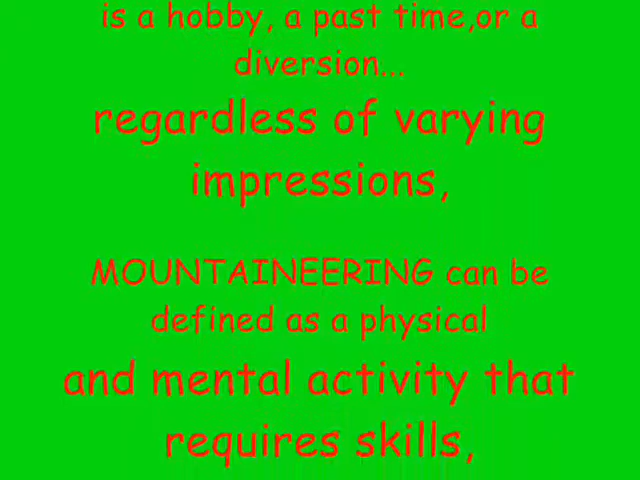 is a hobby, a past time,or a
diversion...
regardless of varying
impressions,
MOUNTAINEERING can be
defined as a physical
and mental activity that
requires skills,